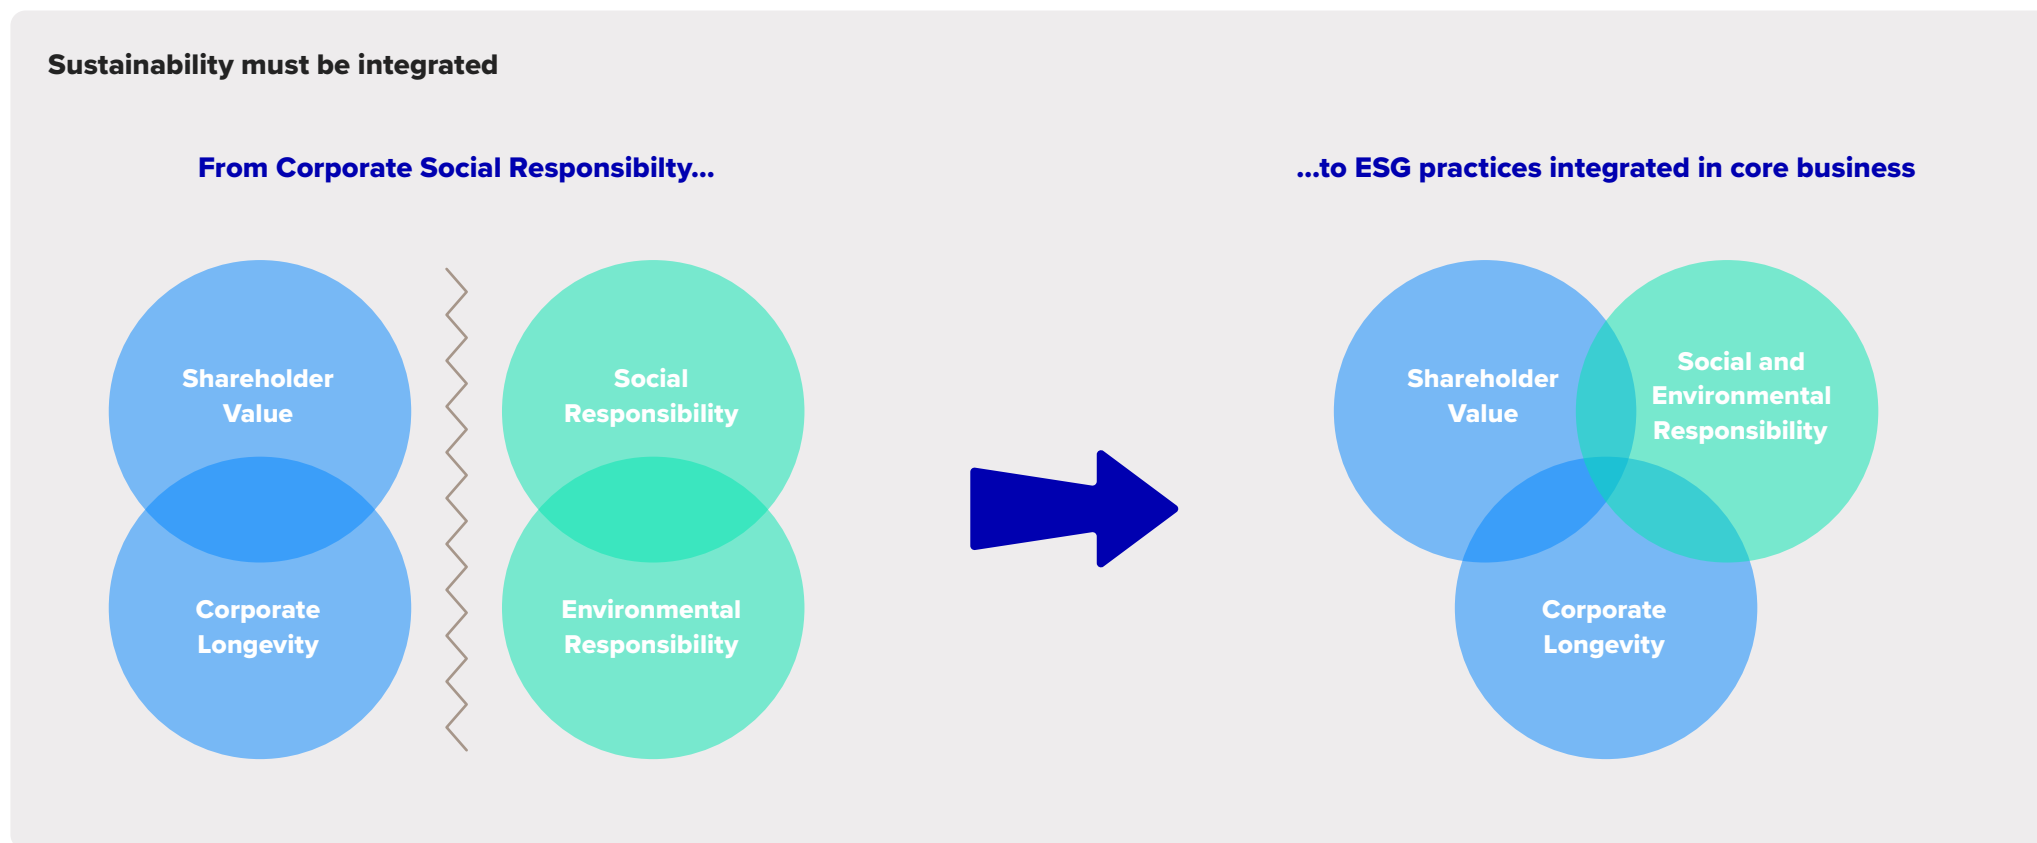 Sustainability must be integrated
From Corporate Social Responsibilty...
Shareholder
Value
Corporate
Longevity
Social
Responsibility
Environmental
Responsibility
...to ESG practices integrated in core business
Shareholder
Value
Social and
Environmental
Responsibility
Corporate
Longevity